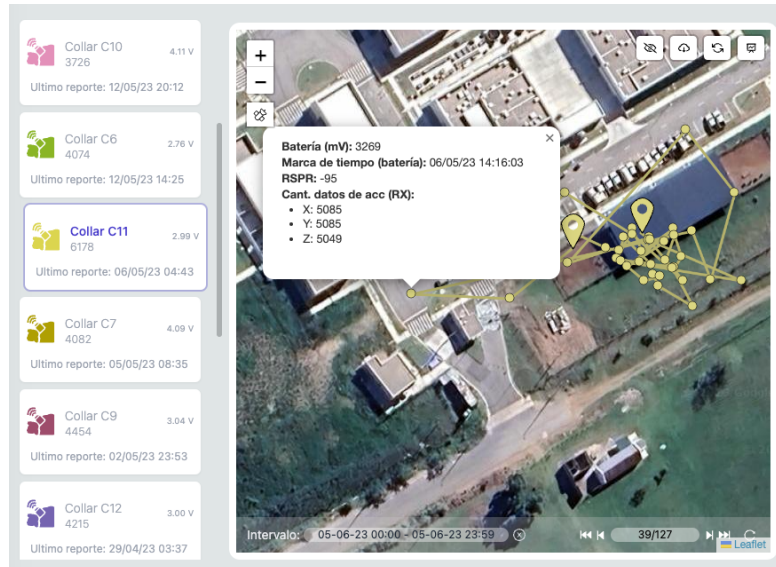 Collar C10
4.11 V
3726
Ultimo reporte: 12/05/23 20:12
Collar C6
2.76 V
4074
Ultimo reporte: 12/05/23 14:25
Collar C11
2.99 V
6178
Ultimo reporte: 06/05/23 04:43
Collar C7
4.09 V
4082
Ultimo reporte: 05/05/23 08:35
Collar C9
3.04 V
4454
Ultimo reporte: 02/05/23 23:53
Collar C12
3.00 V
4215
Ultimo reporte: 29/04/23 03:37
+
−
×
Batería (mV): 3269
Marca de tiempo (batería): 06/05/23 14:16:03
RSPR: -95
Cant. datos de acc (RX):
• X: 5085
• Y: 5085
• Z: 5049
Intervalo: 05-06-23 00:00 - 05-06-23 23:59
39/127
Leaflet